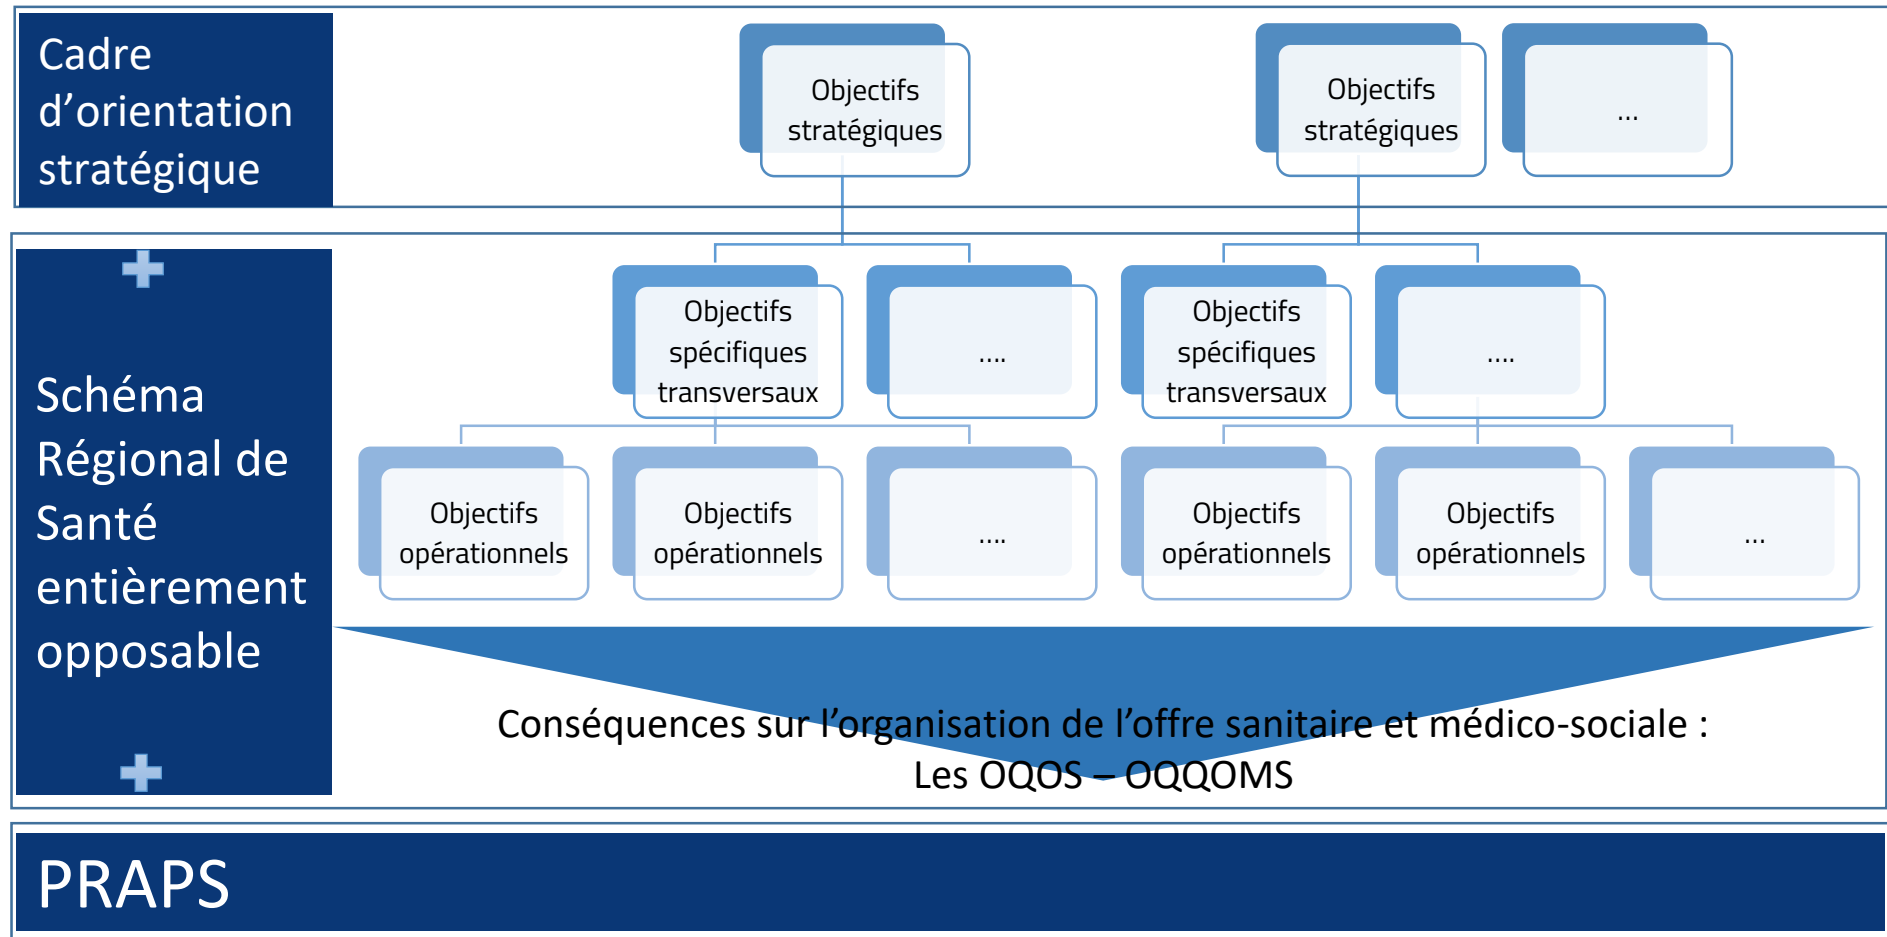 Cadre
d’orientation
stratégique
Objectifs
stratégiques
Objectifs
stratégiques
...
Schéma
Régional de
Santé
entièrement
opposable
Objectifs
spécifiques
transversaux
....
Objectifs
spécifiques
transversaux
....
Objectifs
opérationnels
Objectifs
opérationnels
....
Objectifs
opérationnels
Objectifs
opérationnels
...
Conséquences sur l’organisation de l’offre sanitaire et médico-sociale :
Les OQOS – OQQOMS
PRAPS